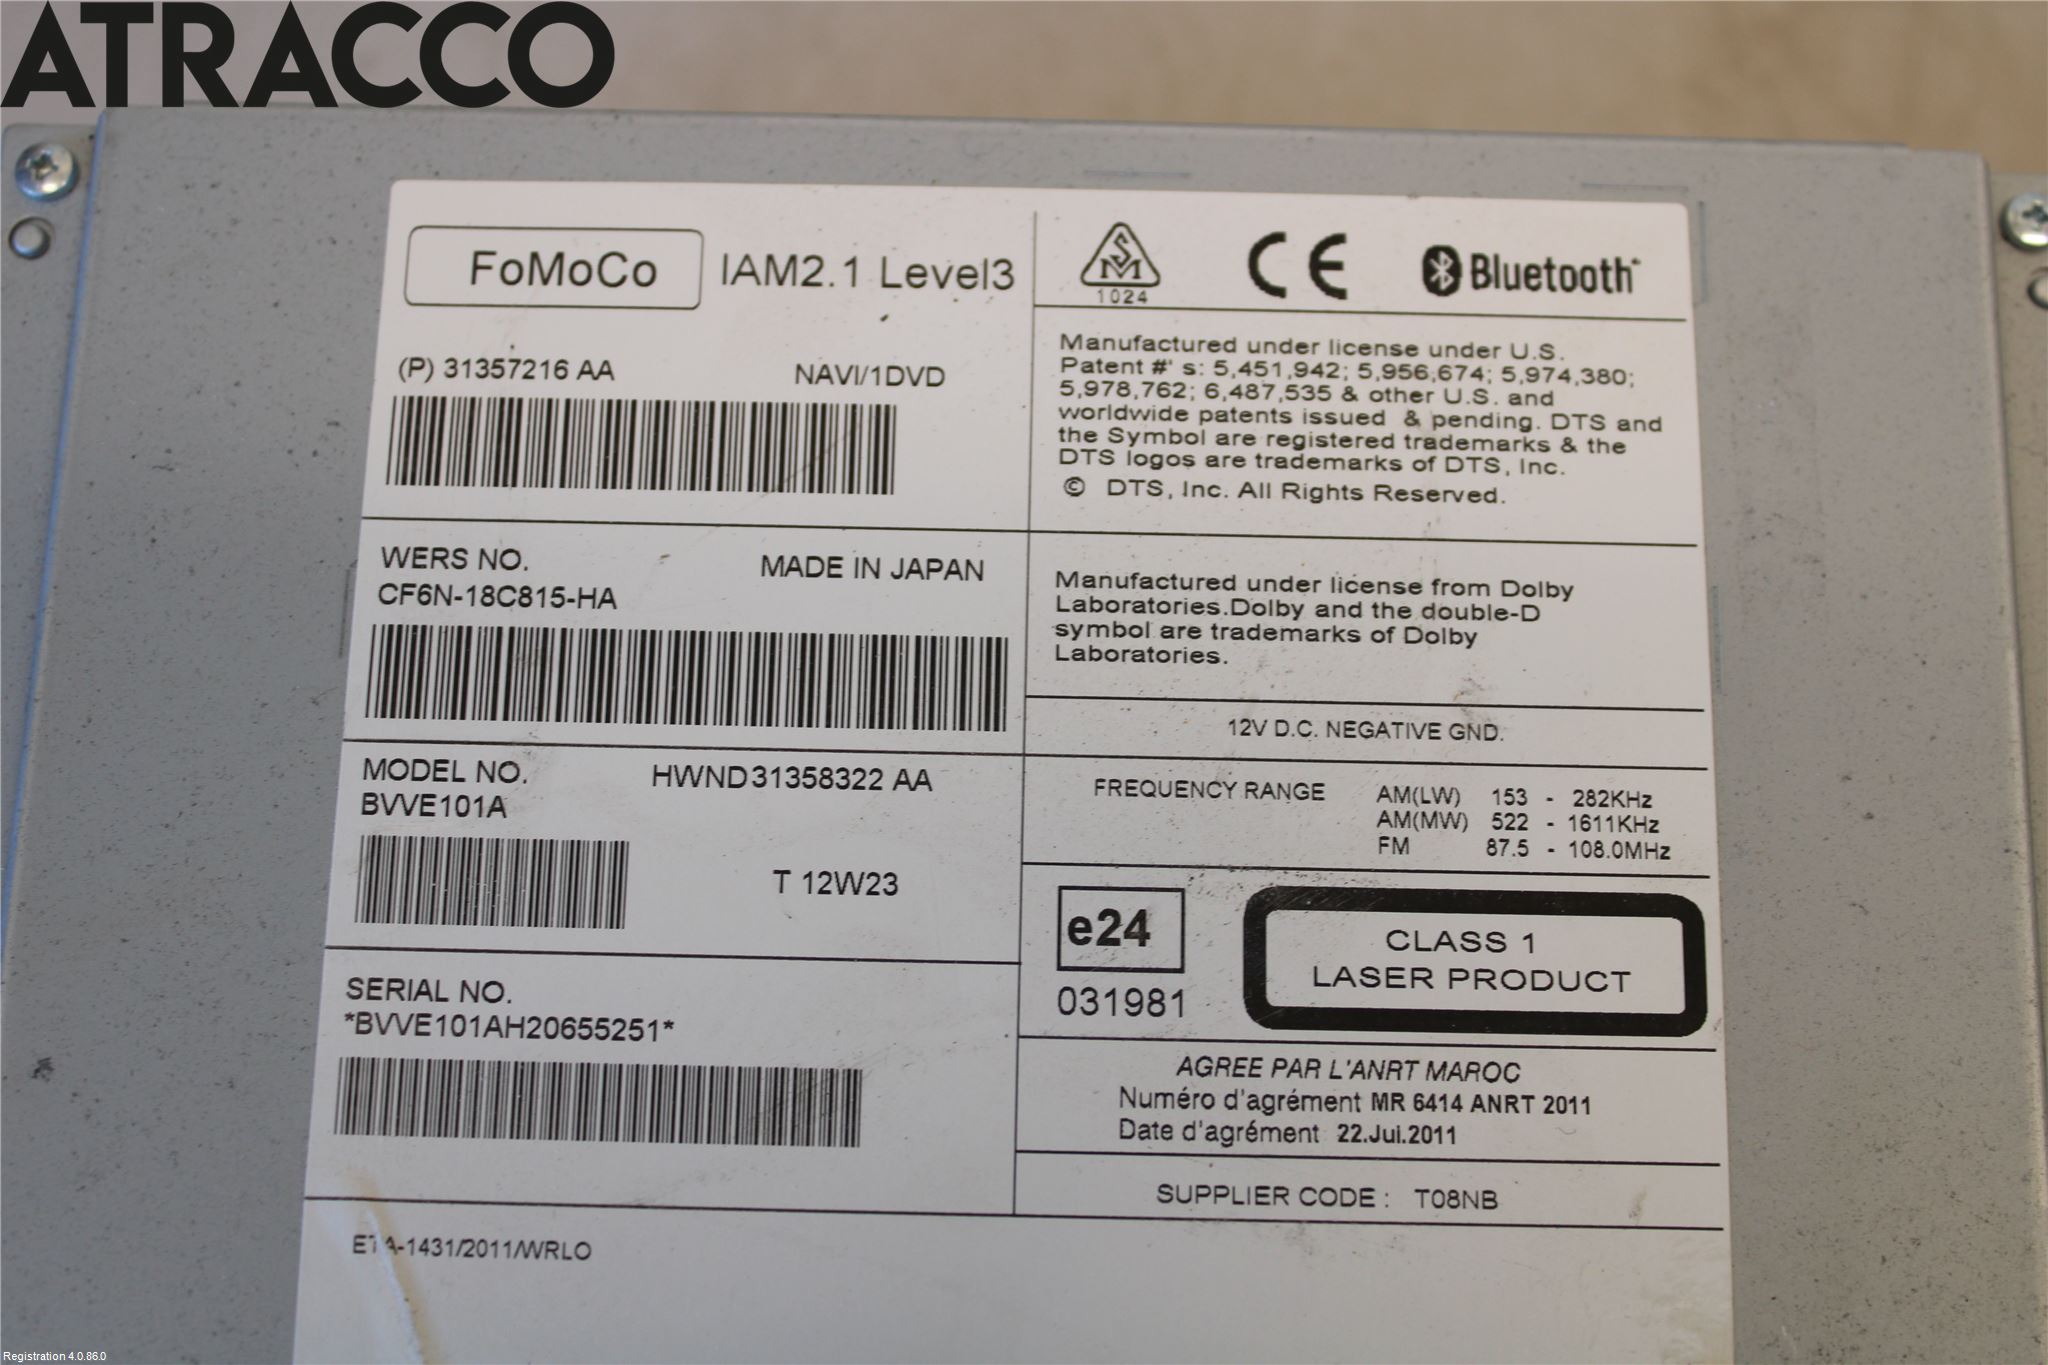 ATRACCO
FoMoCo IAM2.1 Level3
(P) 31357216 AA NAVI/1DVD
WERS NO. MADE IN JAPAN
CF6N-18C815-HA
MODEL NO. HWND31358322 AA
BVVE101A
T 12W23
SERIAL NO.
*BVVE101AH20655251*
ETA-1431/2011/WRLO
SM
1024
CE
Bluetooth
Manufactured under license under U.S.
Patent #' s: 5,451,942; 5,956,674; 5,974,380;
5,978,762; 6,487,535 & other U.S. and
worldwide patents issued & pending. DTS and
the Symbol are registered trademarks & the
DTS logos are trademarks of DTS, Inc.
© DTS, Inc. All Rights Reserved.
Manufactured under license from Dolby
Laboratories.Dolby and the double-D
symbol are trademarks of Dolby
Laboratories.
12V D.C. NEGATIVE GND.
FREQUENCY RANGE AM(LW) 153 - 282KHz
AM(MW) 522 - 1611KHz
FM 87.5 - 108.0MHz
e24
031981
CLASS 1
LASER PRODUCT
AGREE PAR L'ANRT MAROC
Numéro d'agrément MR 6414 ANRT 2011
Date d'agrément 22.Jul.2011
SUPPLIER CODE : T08NB
Registration 4.0.86.0